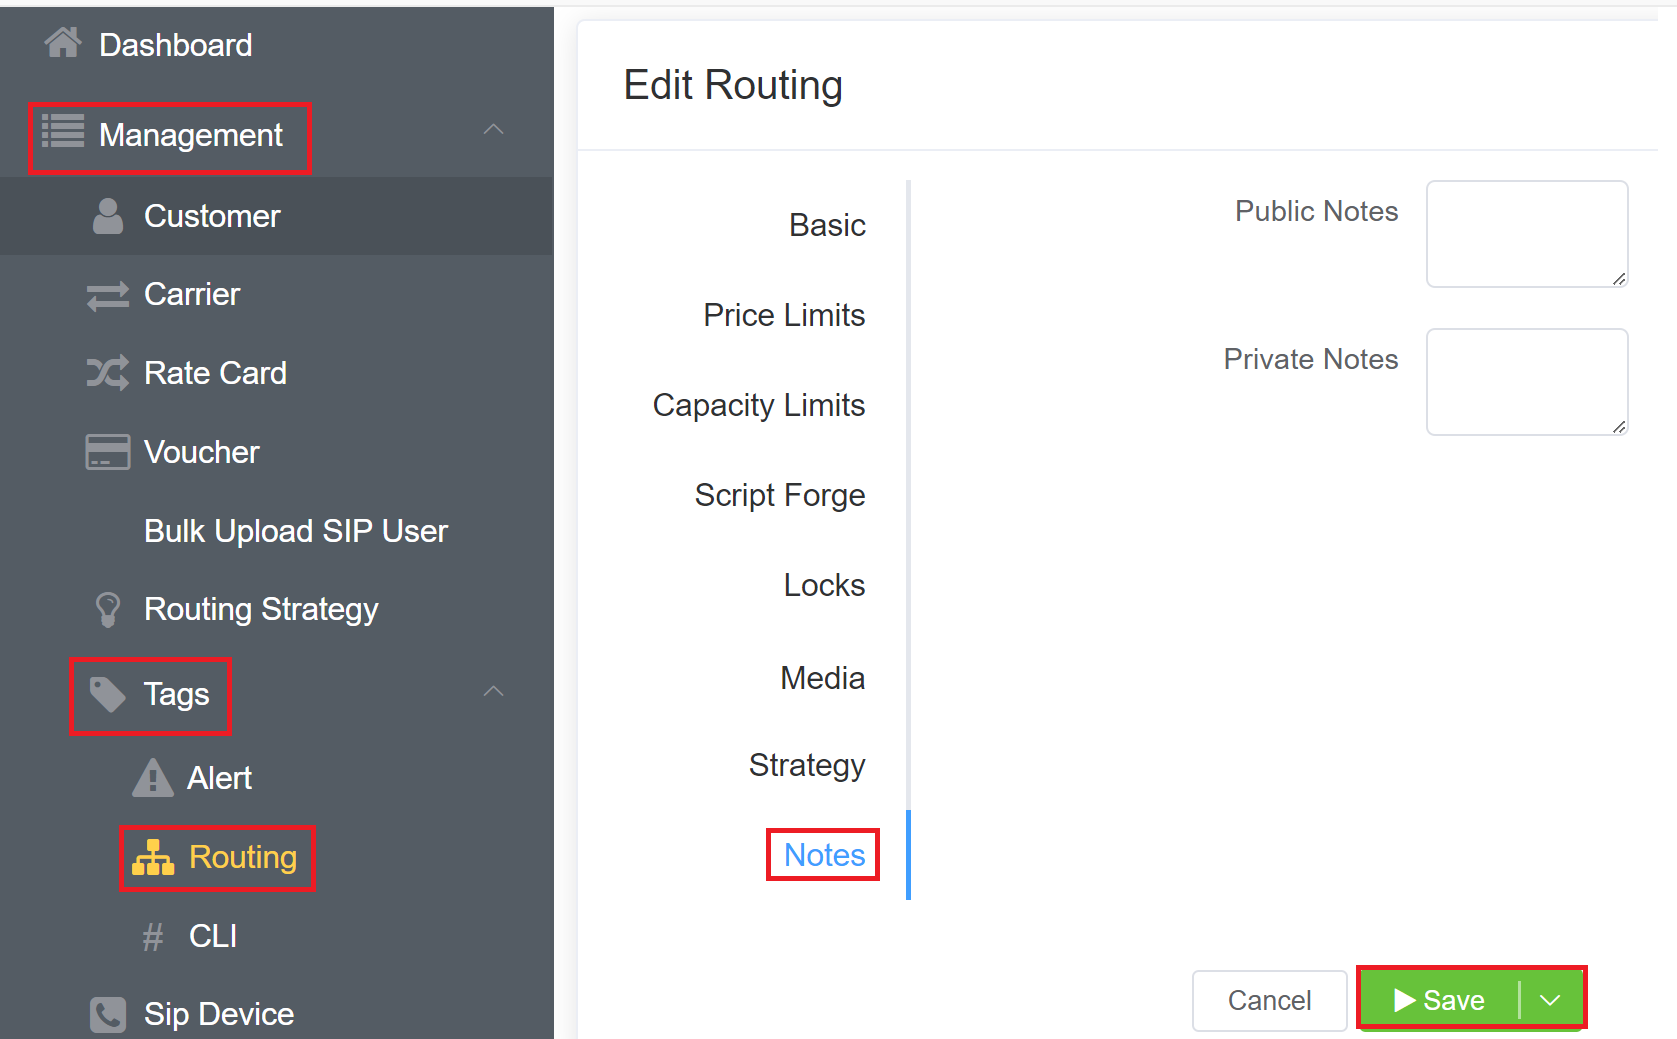 Dashboard
Management
Customer
Carrier
Rate Card
Voucher
Bulk Upload SIP User
Routing Strategy
Tags
Alert
Routing
# CLI
Sip Device
Edit Routing
Basic
Price Limits
Capacity Limits
Script Forge
Locks
Media
Strategy
Notes
Public Notes
Private Notes
Cancel
Save